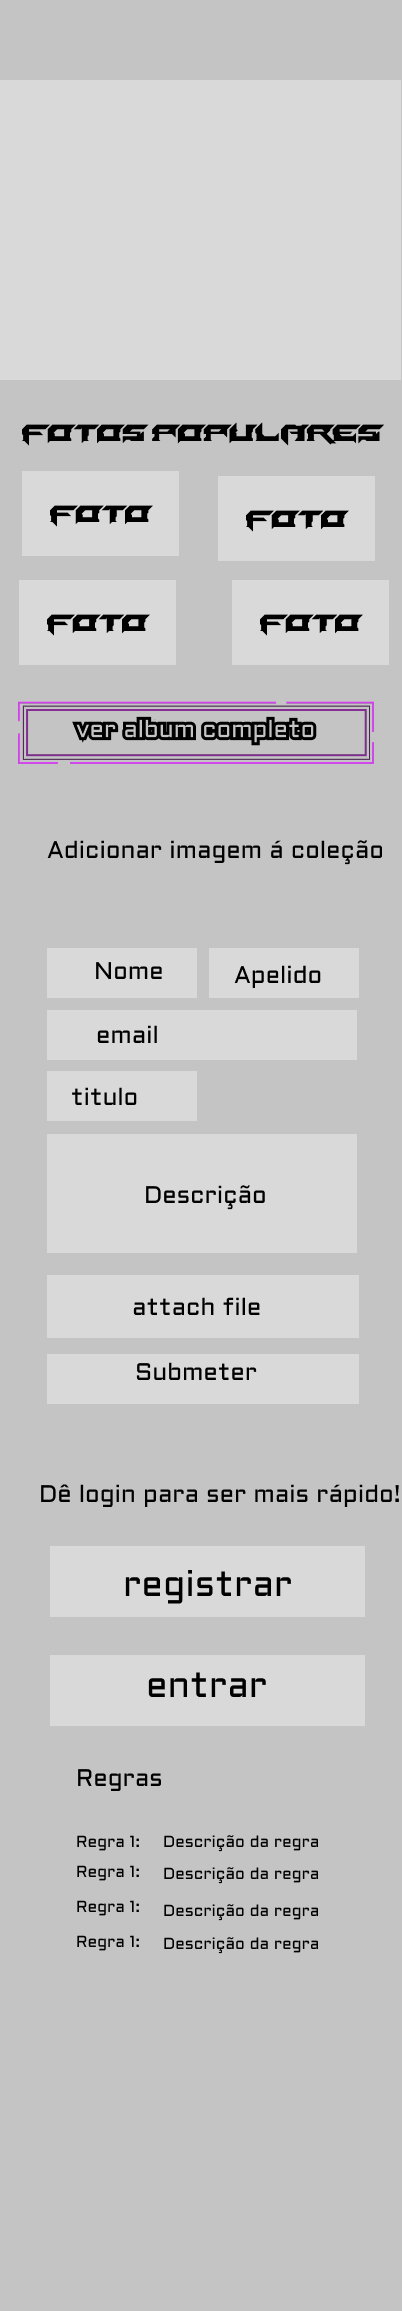 FOTOS POPULARES
FOTO FOTO
FOTO FOTO
ver album completo
Adicionar imagem á coleção
Nome Apelido
email
titulo
Descrição
attach file
Submeter
Dê login para ser mais rápido!
registrar
entrar
Regras
Regra 1: Descrição da regra
Regra 1: Descrição da regra
Regra 1: Descrição da regra
Regra 1: Descrição da regra